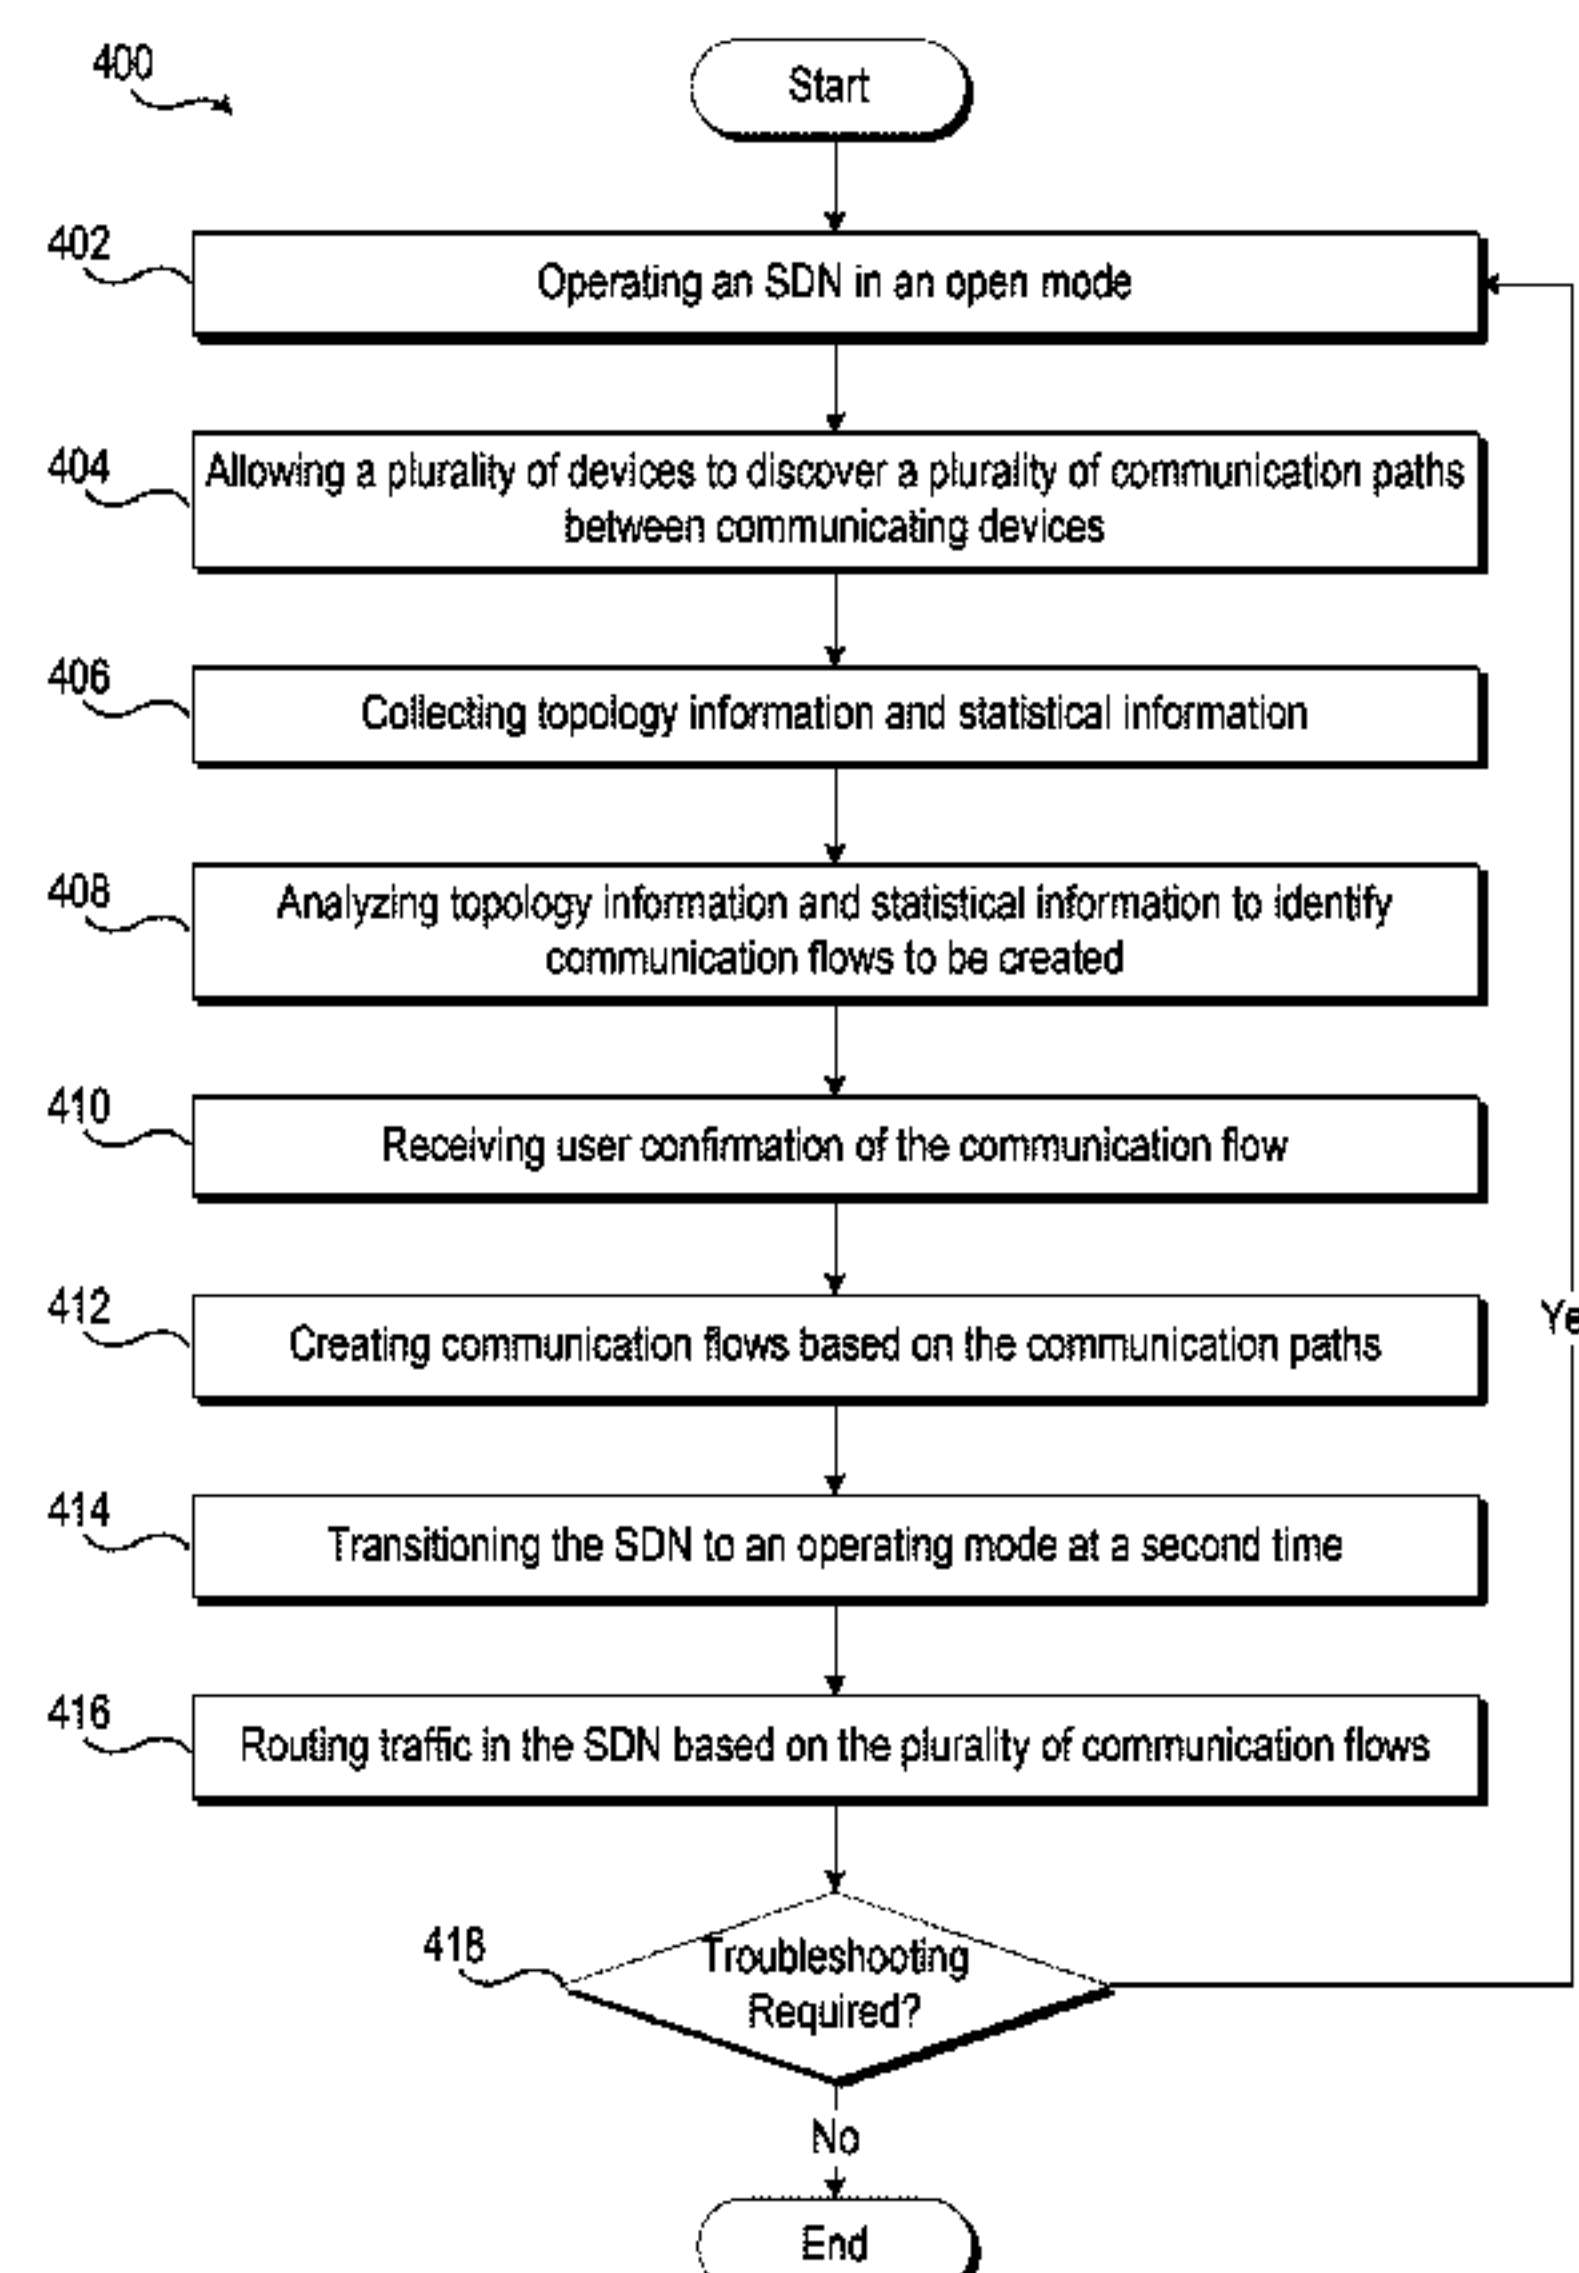 400
Start
402
Operating an SDN in an open mode
404
Allowing a plurality of devices to discover a plurality of communication paths
between communicating devices
406
Collecting topology information and statistical information
408
Analyzing topology information and statistical information to identify
communication flows to be created
410
Receiving user confirmation of the communication flow
412
Creating communication flows based on the communication paths
Ye
414
Transitioning the SDN to an operating mode at a second time
416
Routing traffic in the SDN based on the plurality of communication flows
418
Troubleshooting
Required?
No
End